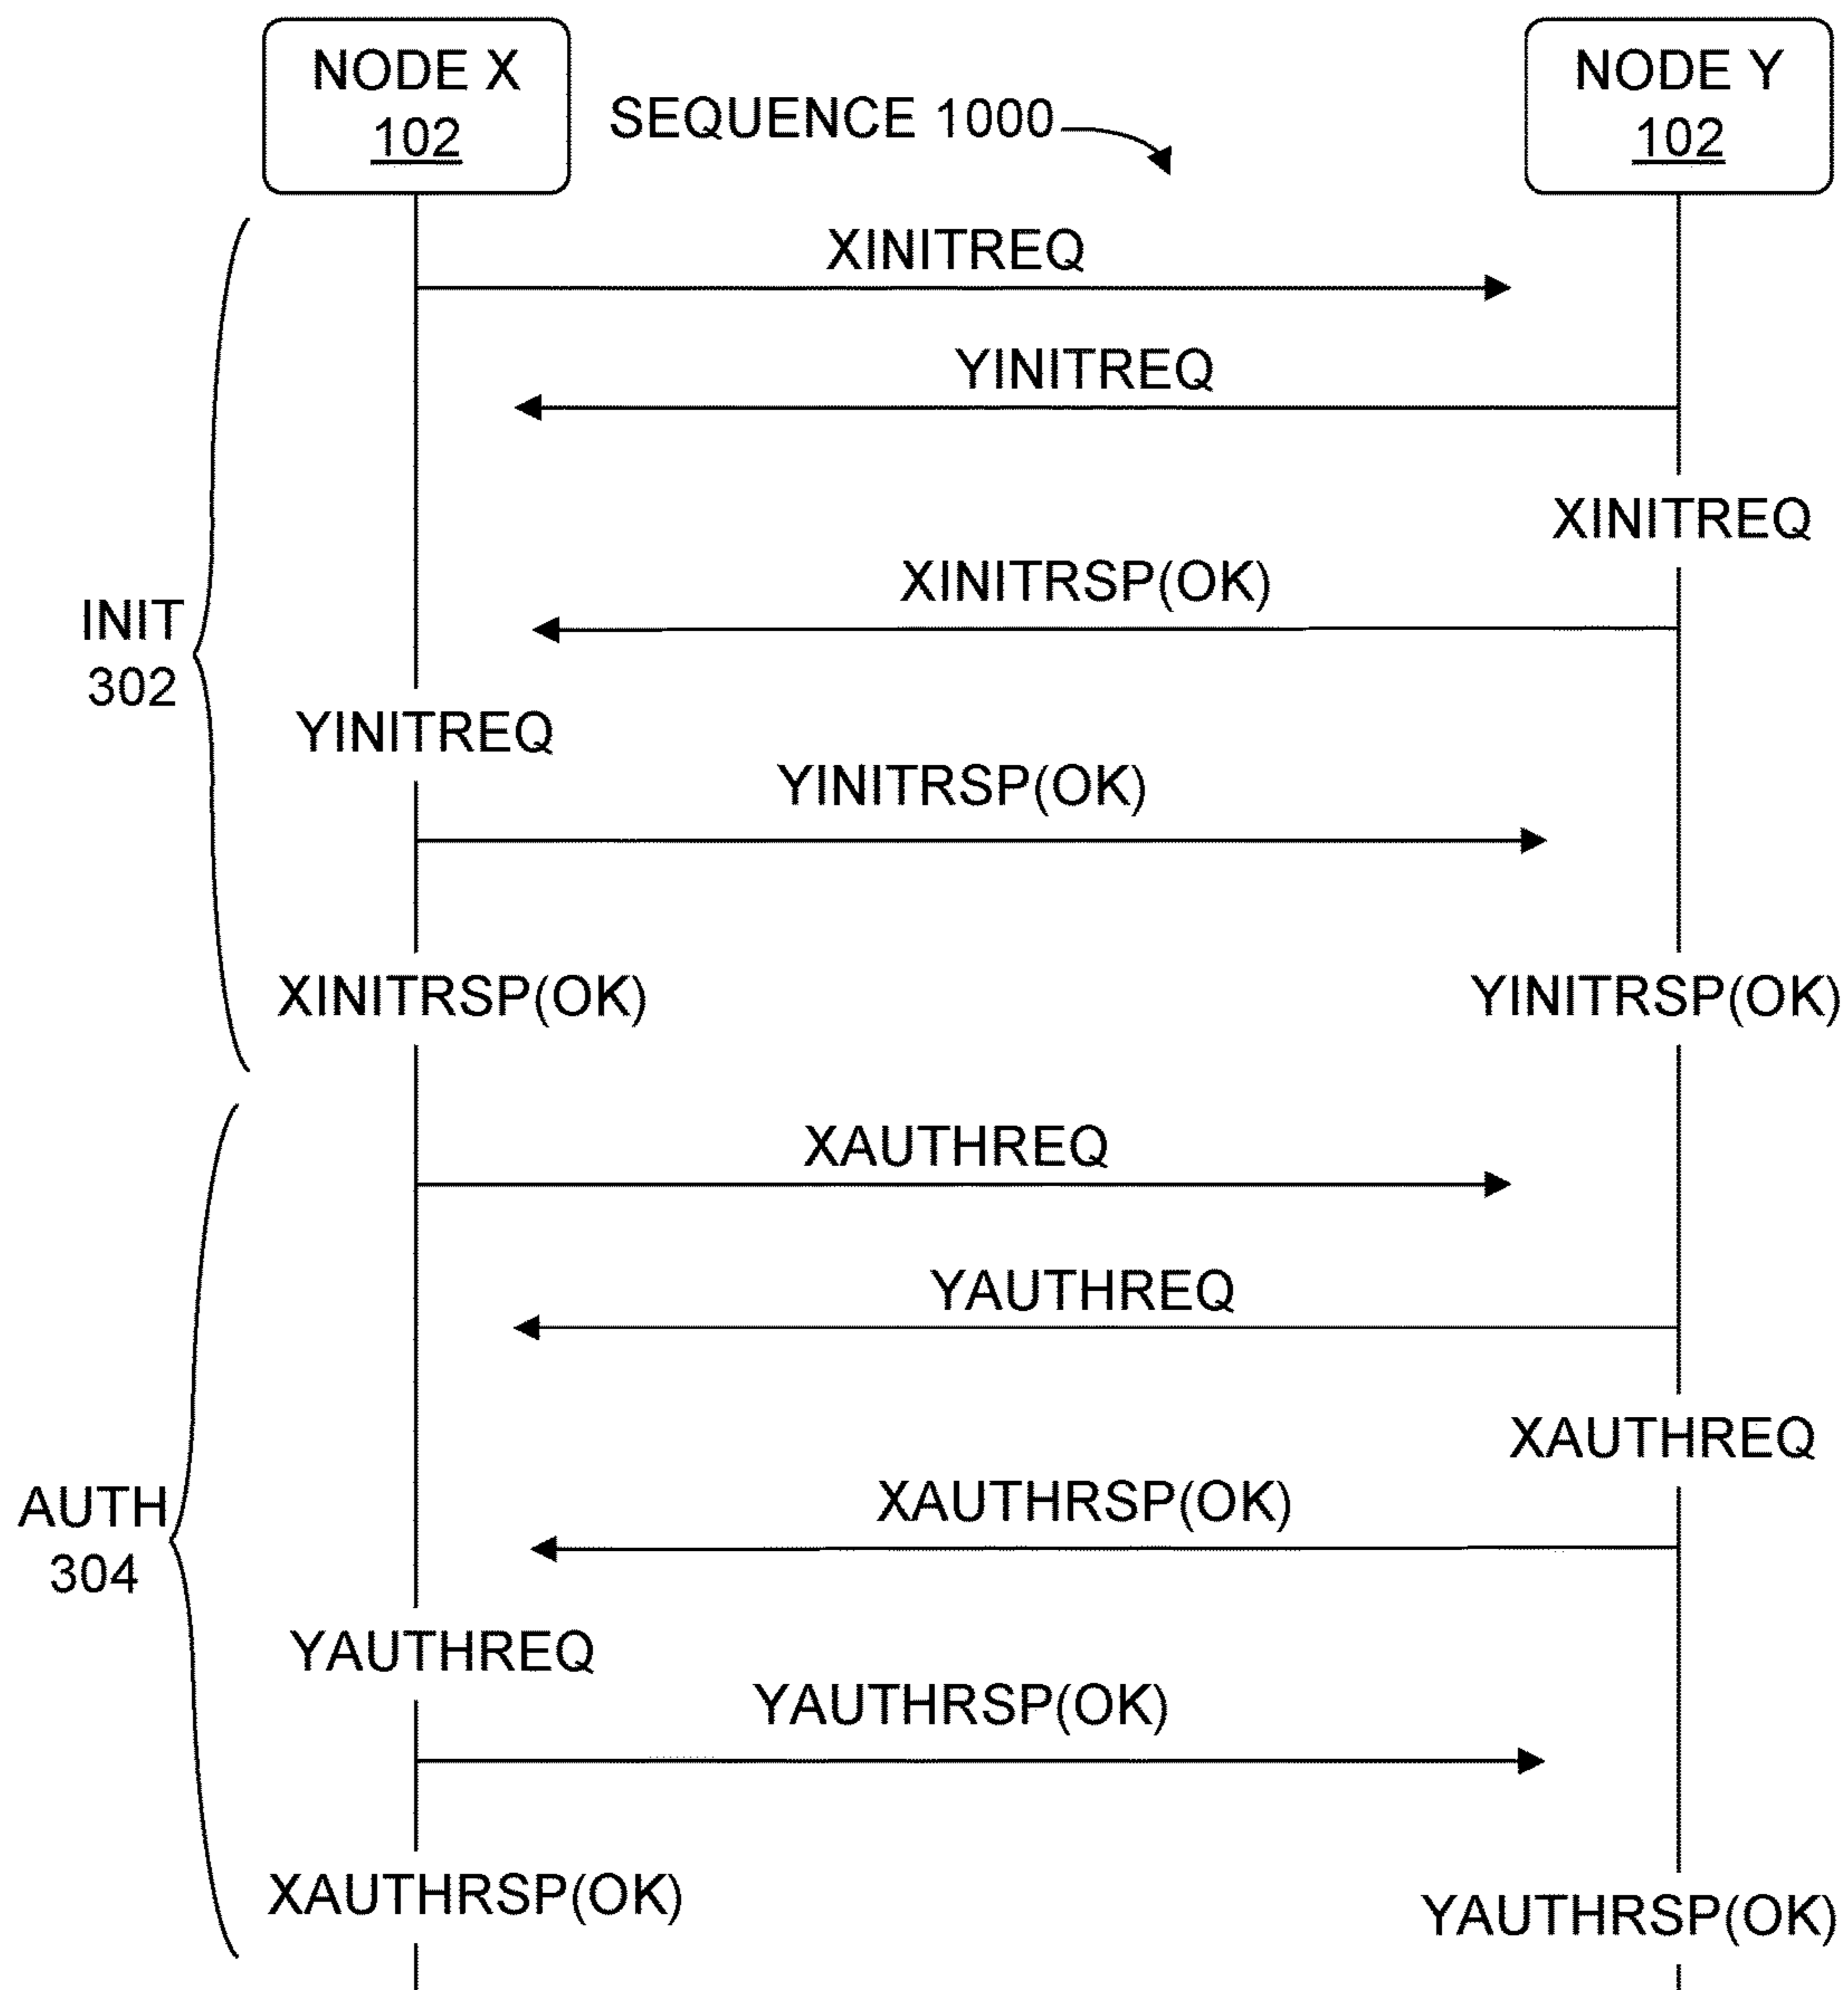 NODE X
102
SEQUENCE 1000
NODE Y
102
XINITREQ
YINITREQ
XINITREQ
XINITRSP(OK)
INIT
302
YINITREQ
YINITRSP(OK)
XINITRSP(OK)
YINITRSP(OK)
XAUTHREQ
YAUTHREQ
XAUTHREQ
XAUTHRSP(OK)
AUTH
304
YAUTHREQ
YAUTHRSP(OK)
XAUTHRSP(OK)
YAUTHRSP(OK)